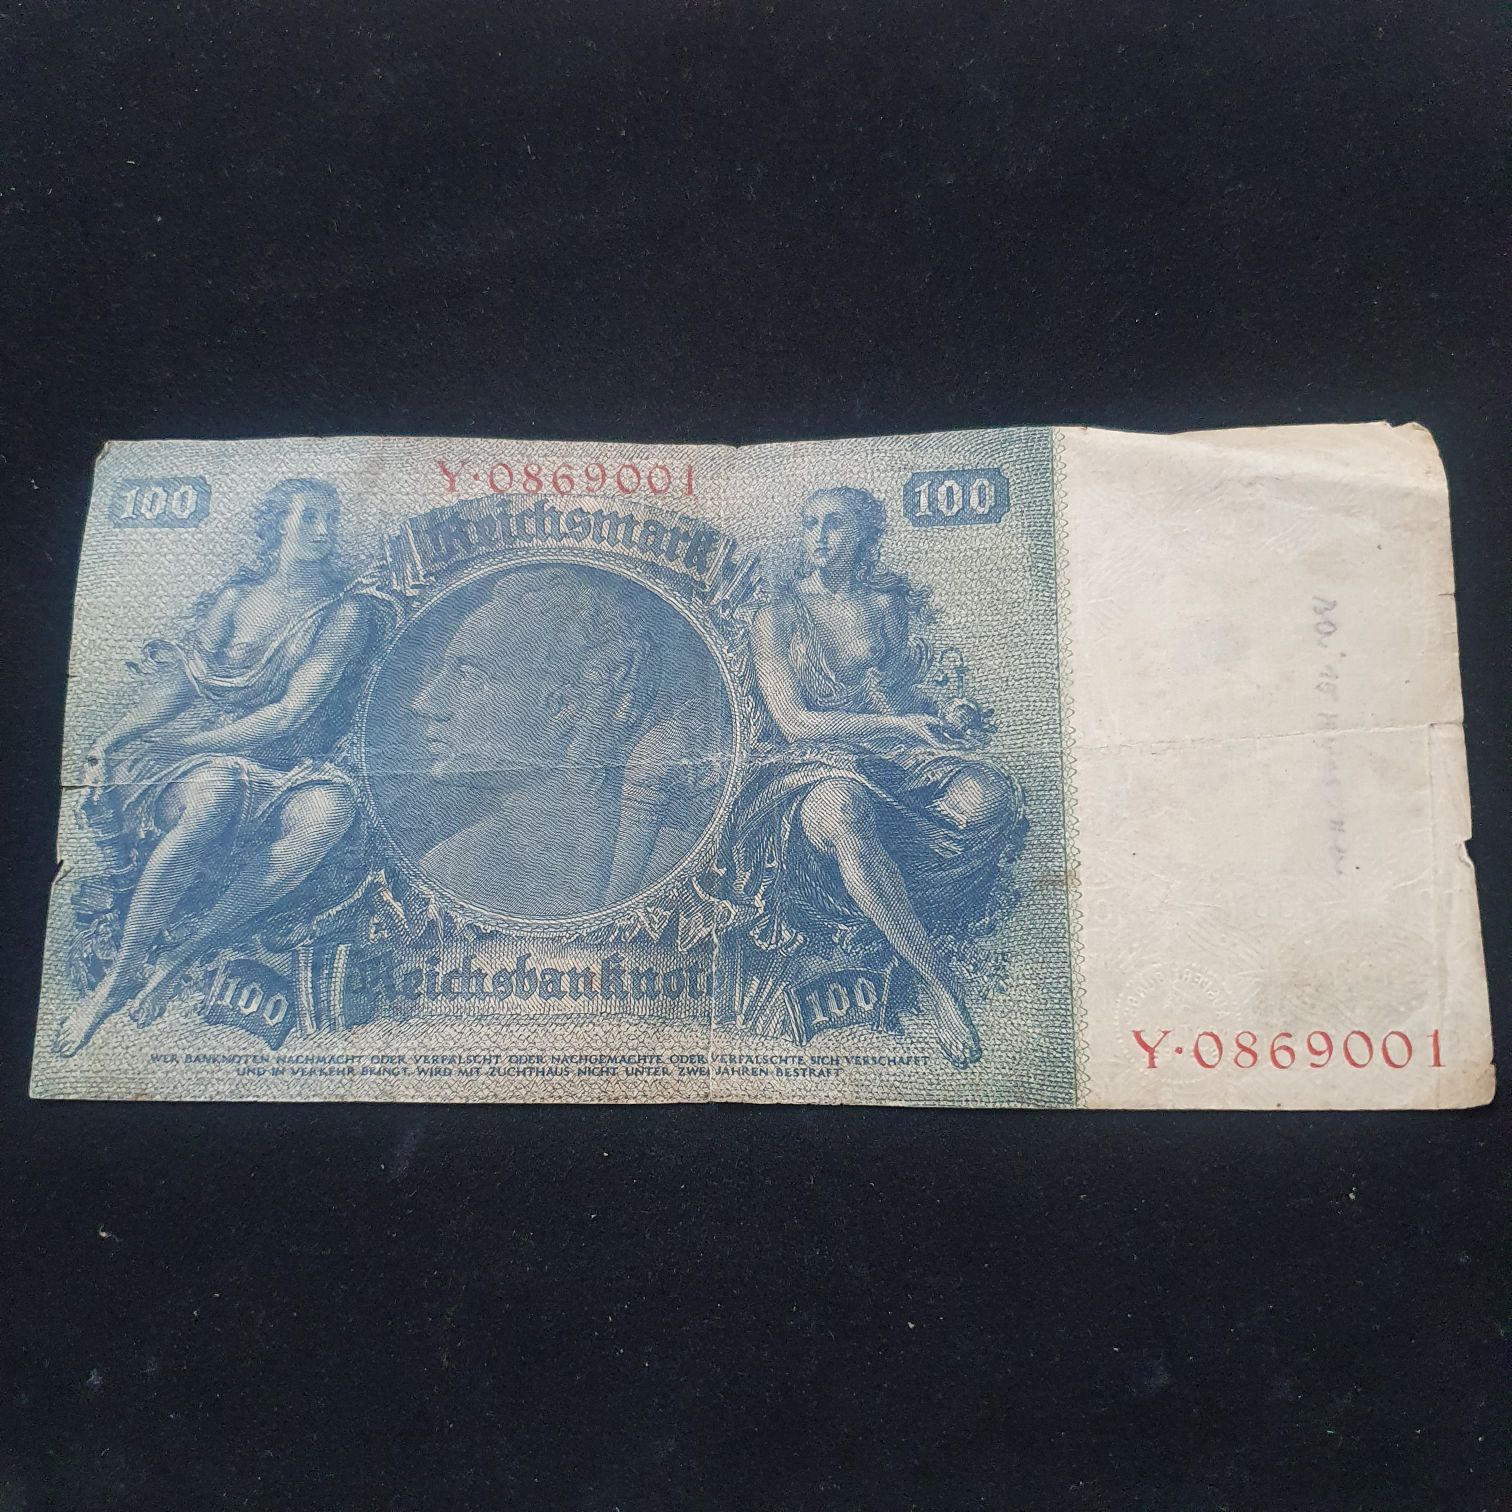 100
Y·0869001
100
Reichsmark
Reichsbanknote
100
100
WER BANKNOTEN NACHMACHT ODER VERFÄLSCHT ODER NACHGEMACHTE ODER VERFÄLSCHTE SICH VERSCHAFFT
UND IN VERKEHR BRINGT, WIRD MIT ZUCHTHAUS NICHT UNTER ZWEI JAHREN BESTRAFT
Y·0869001